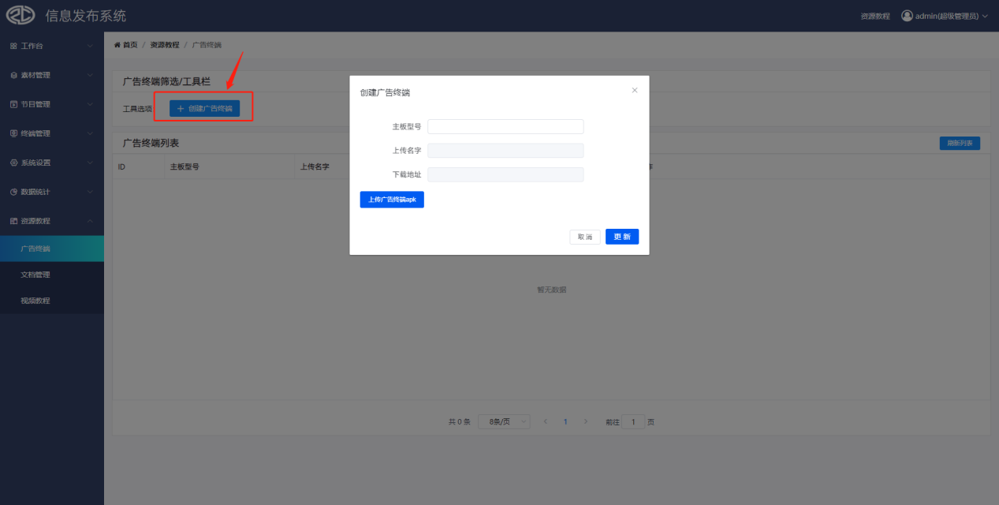 信息发布系统
资源教程 admin(超级管理员)
工作台
素材管理
节目管理
终端管理
系统设置
数据统计
资源教程
广告终端
文档管理
视频教程
首页 / 资源教程 / 广告终端
广告终端筛选/工具栏
工具选项 + 创建广告终端
广告终端列表 刷新列表
ID 主板型号 上传名字
创建广告终端
主板型号
上传名字
下载地址
上传广告终端apk
取消 更新
暂无数据
共 0 条 8条/页 1 前往 1 页